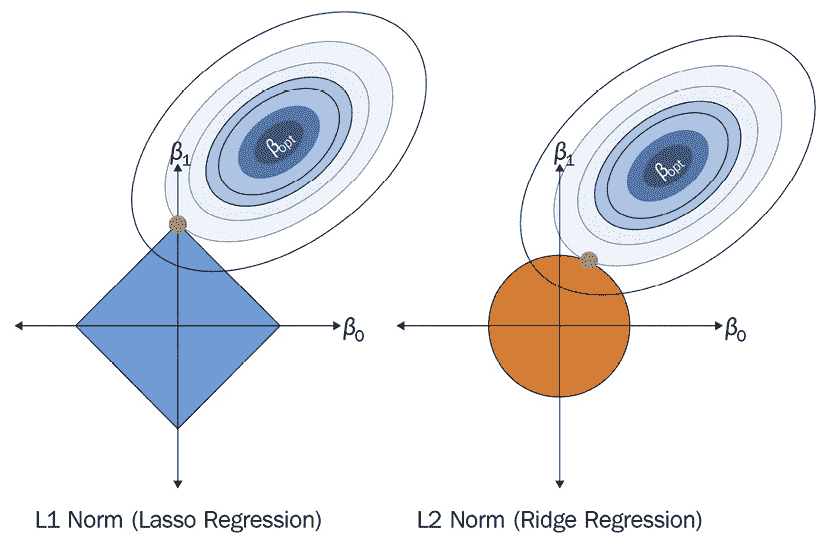 β₁
βopt
β₀
L1 Norm (Lasso Regression)
β₁
βopt
β₀
L2 Norm (Ridge Regression)